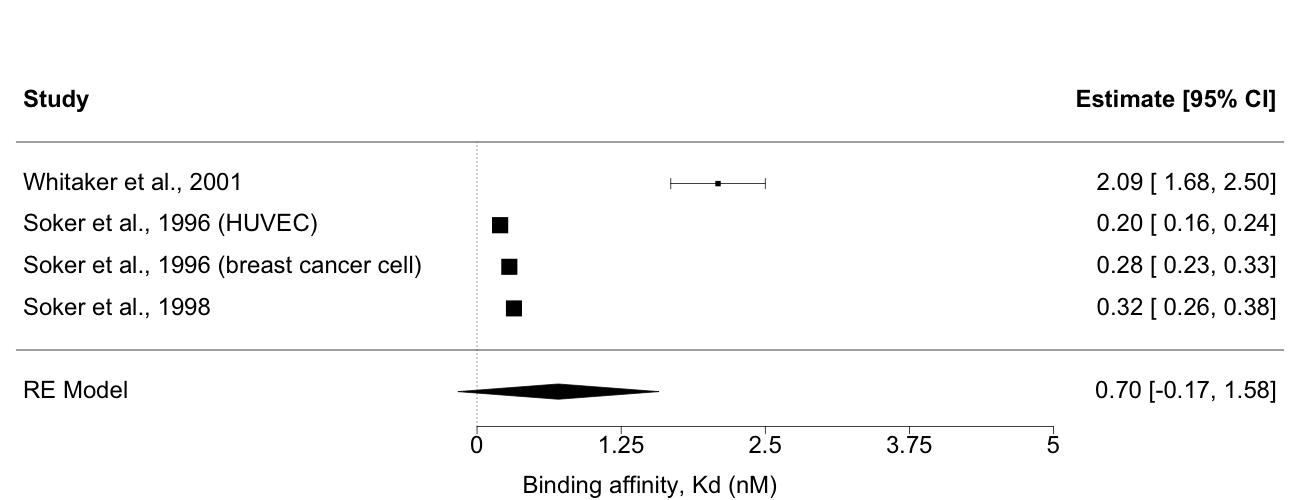 Study Estimate [95% CI]
Whitaker et al., 2001 2.09 [ 1.68, 2.50]
Soker et al., 1996 (HUVEC) 0.20 [ 0.16, 0.24]
Soker et al., 1996 (breast cancer cell) 0.28 [ 0.23, 0.33]
Soker et al., 1998 0.32 [ 0.26, 0.38]
RE Model 0.70 [-0.17, 1.58]
0 1.25 2.5 3.75 5
Binding affinity, Kd (nM)